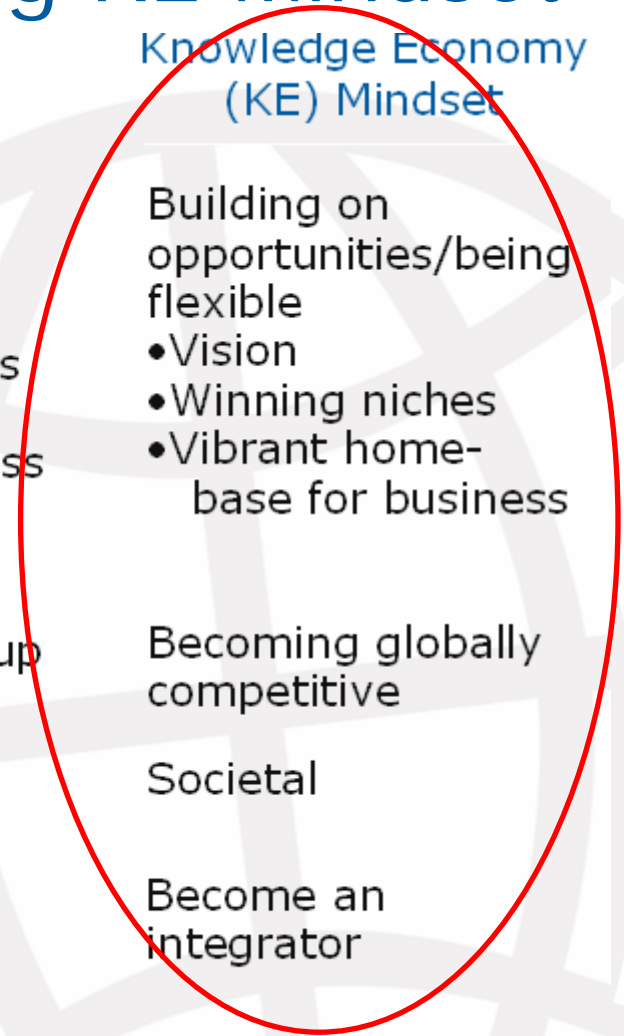 Mindset
Knowledge Economy
(KE) Mindset
Building on
opportunities/being
flexible
•Vision
•Winning niches
•Vibrant home-
base for business
Becoming globally
competitive
Societal
Become an
integrator